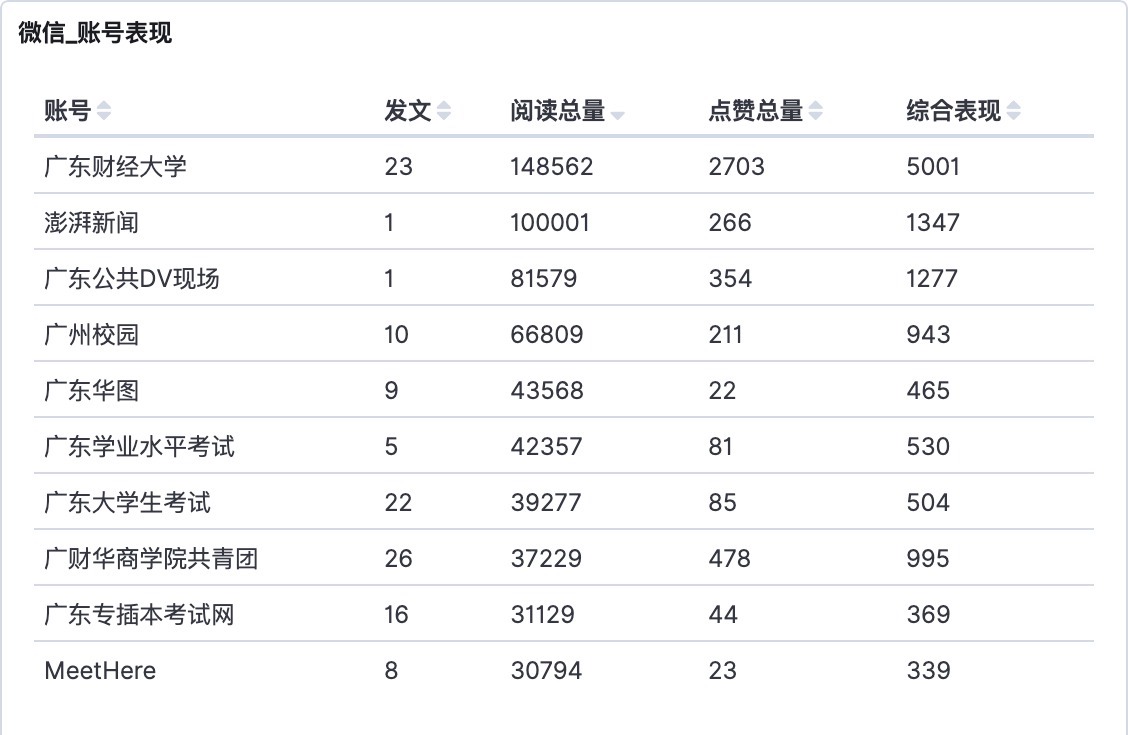 微信_账号表现
账号 发文 阅读总量 点赞总量 综合表现
广东财经大学 23 148562 2703 5001
澎湃新闻 1 100001 266 1347
广东公共DV现场 1 81579 354 1277
广州校园 10 66809 211 943
广东华图 9 43568 22 465
广东学业水平考试 5 42357 81 530
广东大学生考试 22 39277 85 504
广财华商学院共青团 26 37229 478 995
广东专插本考试网 16 31129 44 369
MeetHere 8 30794 23 339